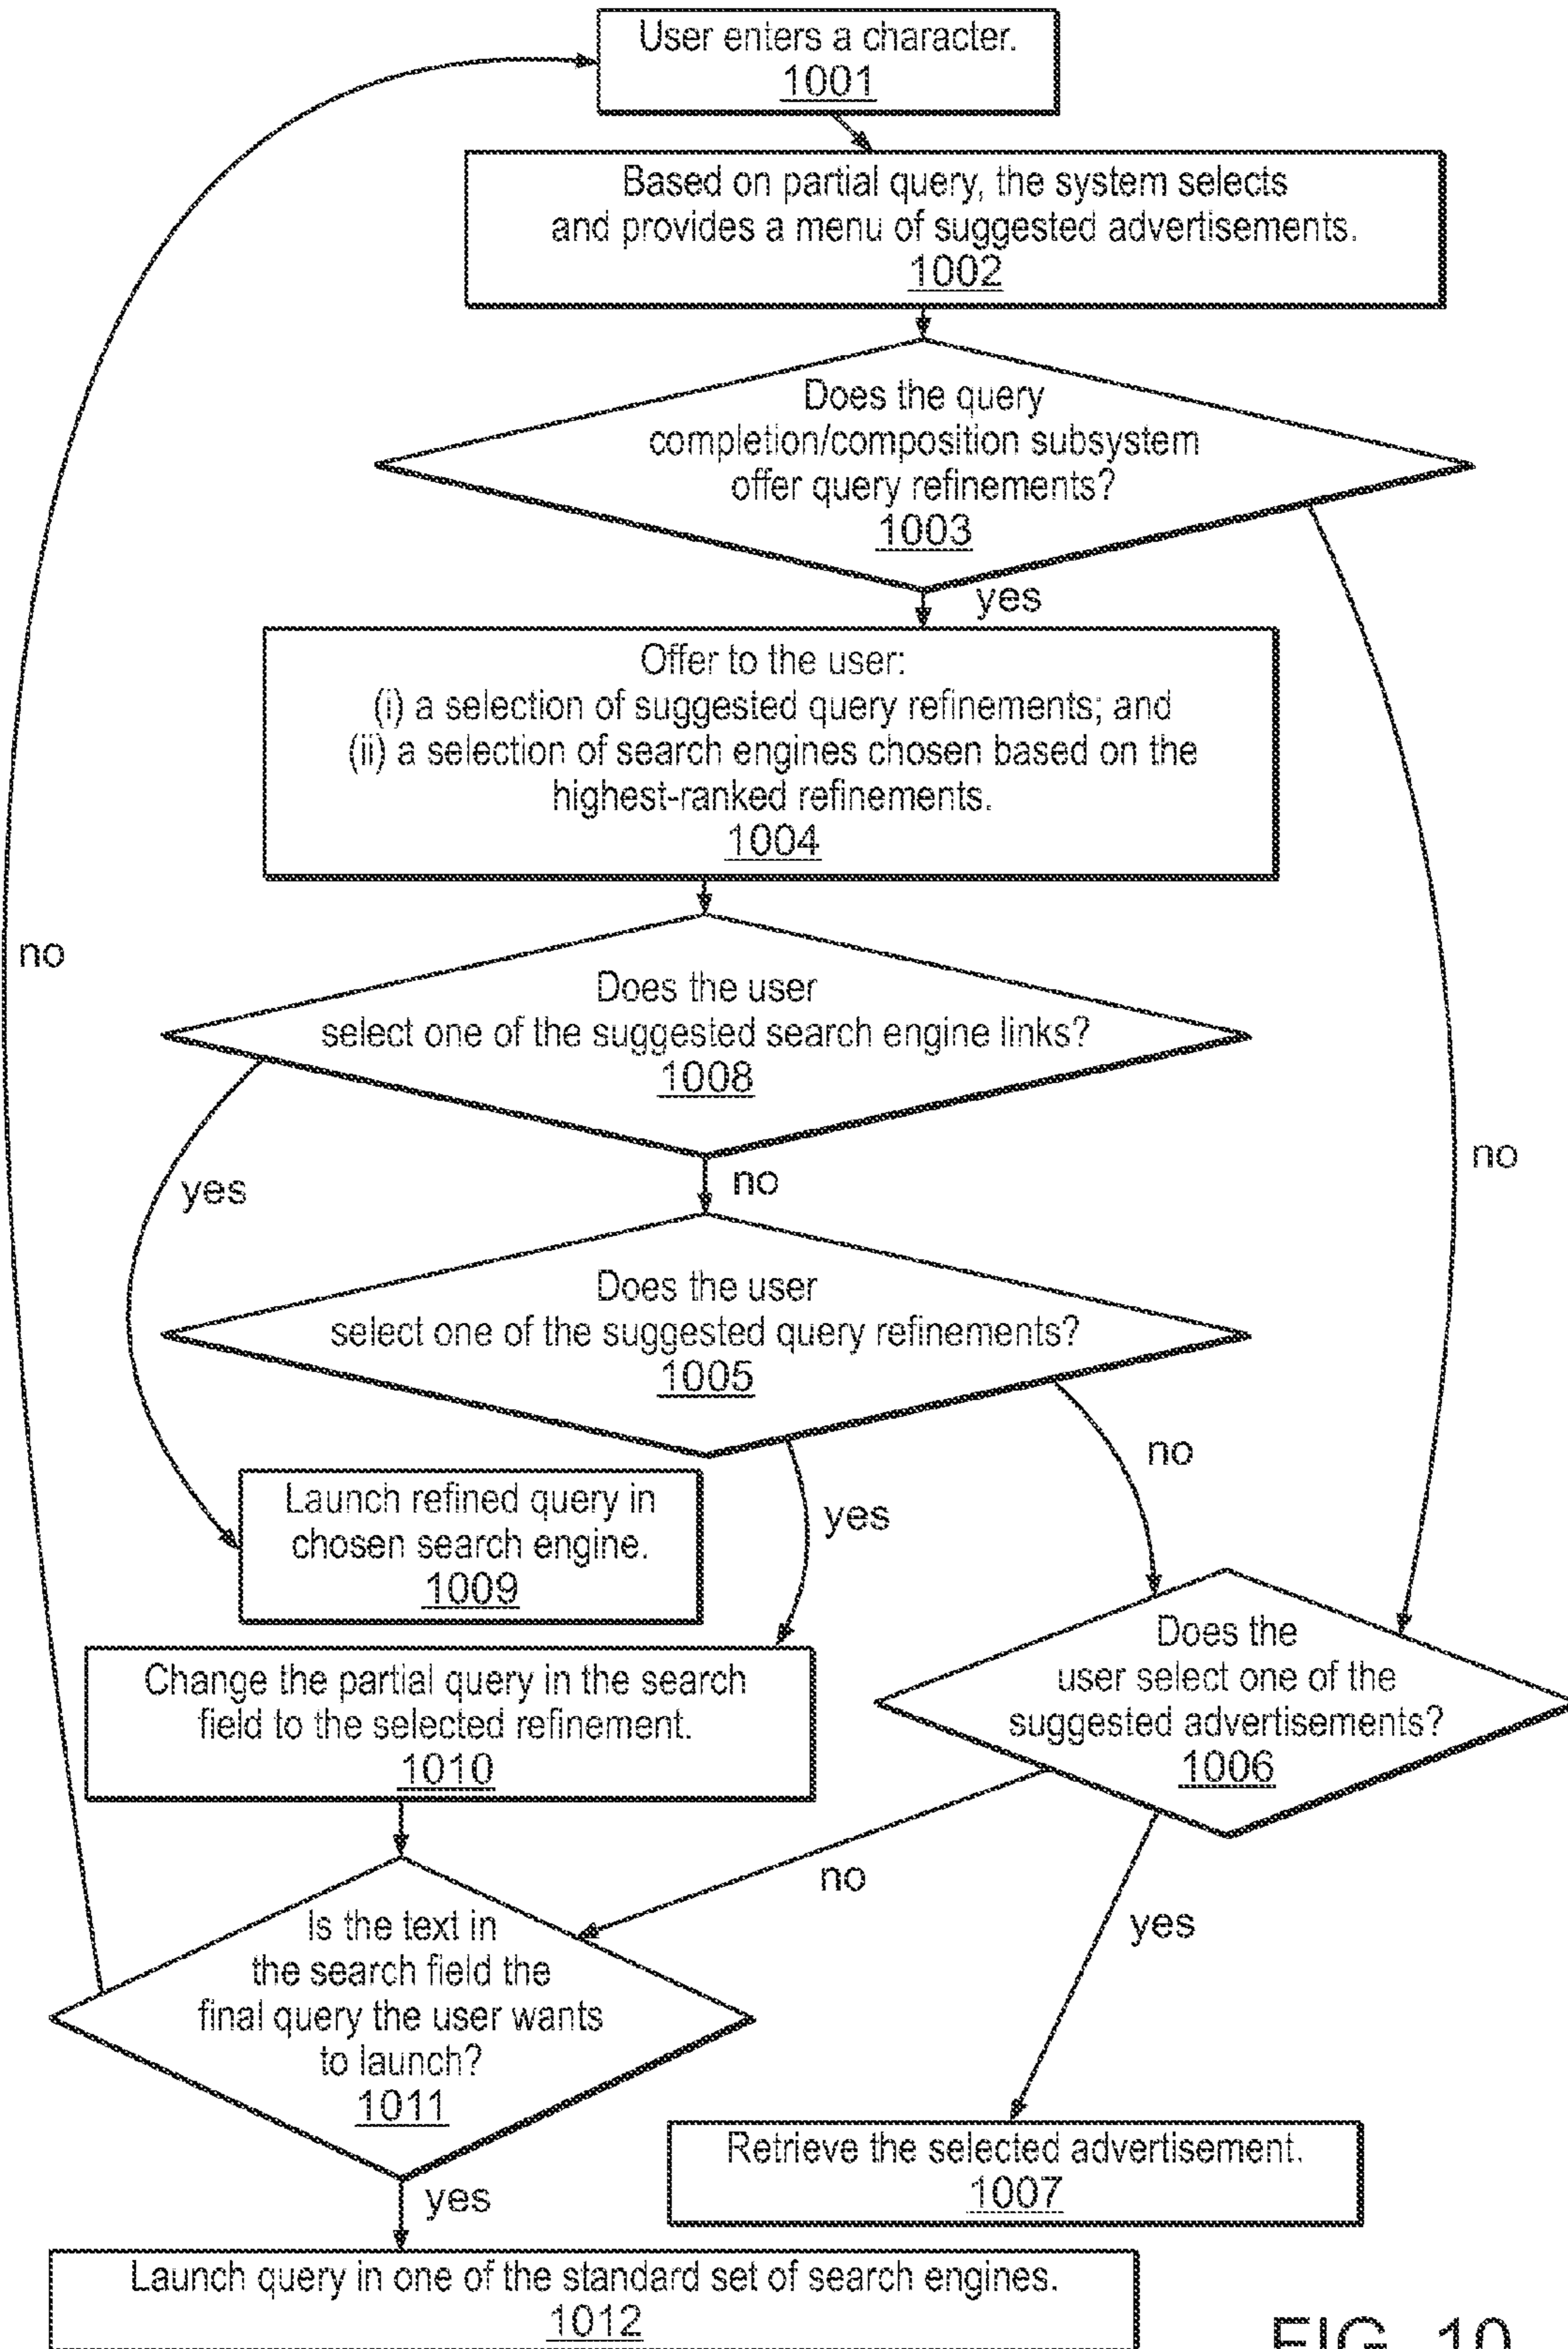 User enters a character.
1001
Based on partial query, the system selects
and provides a menu of suggested advertisements.
1002
Does the query
completion/composition subsystem
offer query refinements?
1003
yes
Offer to the user:
(i) a selection of suggested query refinements; and
(ii) a selection of search engines chosen based on the
highest-ranked refinements.
1004
no
Does the user
select one of the suggested search engine links?
1008
no
yes
no
Does the user
select one of the suggested query refinements?
1005
no
yes
Launch refined query in
chosen search engine.
1009
Does the
user select one of the
suggested advertisements?
1006
Change the partial query in the search
field to the selected refinement.
1010
no
yes
Is the text in
the search field the
final query the user wants
to launch?
1011
Retrieve the selected advertisement.
1007
yes
Launch query in one of the standard set of search engines.
1012
FIG. 10